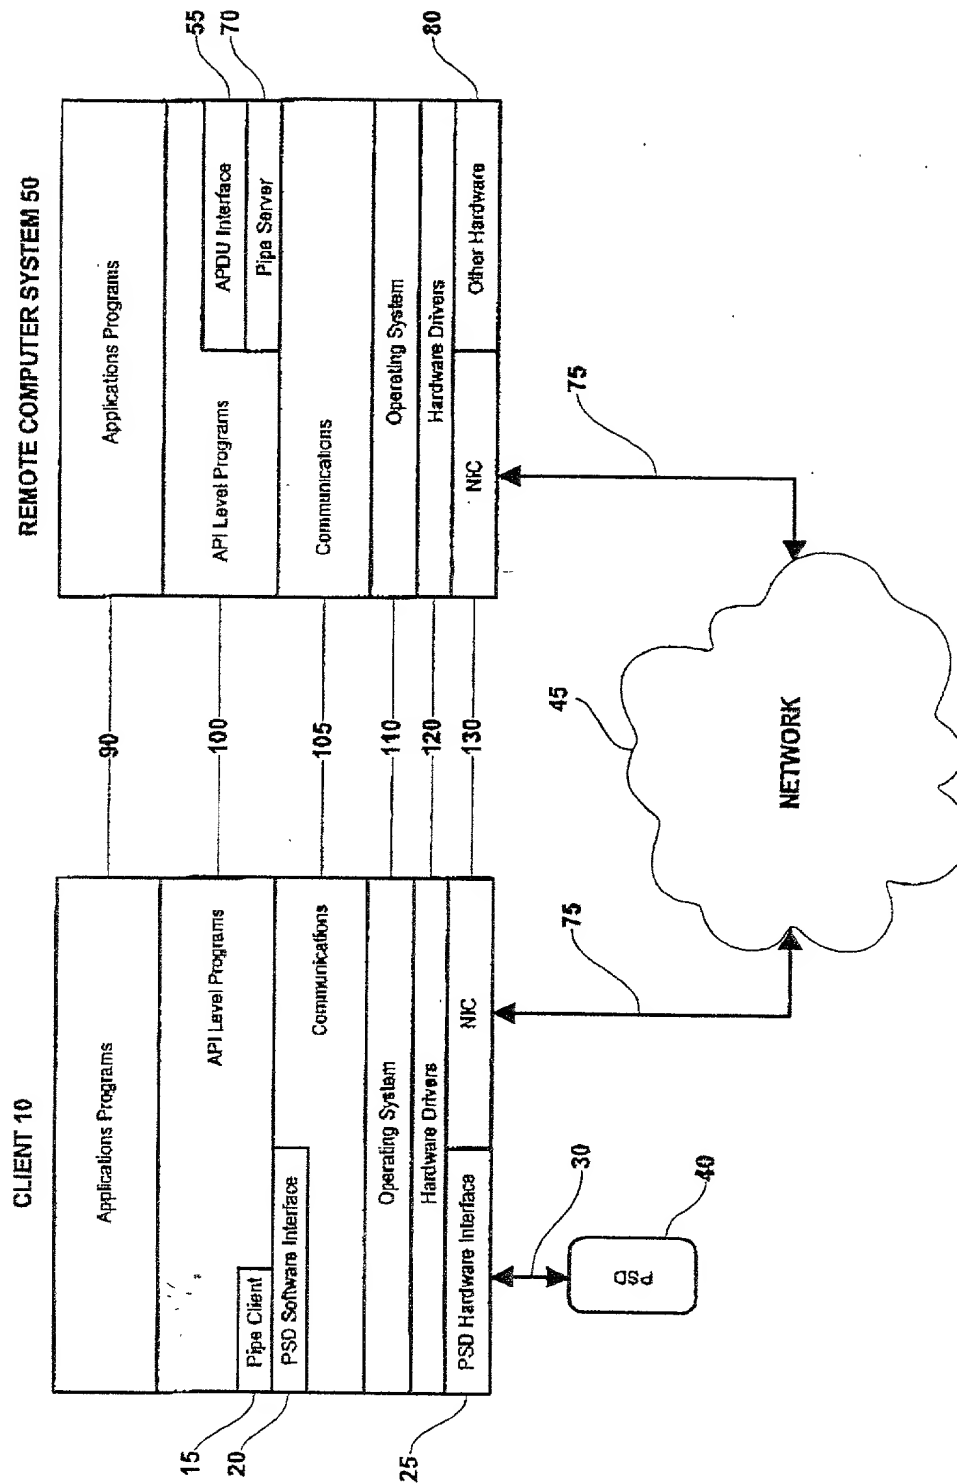 CLIENT 10
REMOTE COMPUTER SYSTEM 50
Applications Programs
90
Applications Programs
API Level Programs
100
API Level Programs
APDU Interface
55
15
Pipe Client
Pipe Server
70
20
PSD Software Interface
Communications
105
Communications
Operating System
110
Operating System
Hardware Drivers
120
Hardware Drivers
25
PSD Hardware Interface
NIC
130
NIC
Other Hardware
80
30
75
75
45
PSD
40
NETWORK